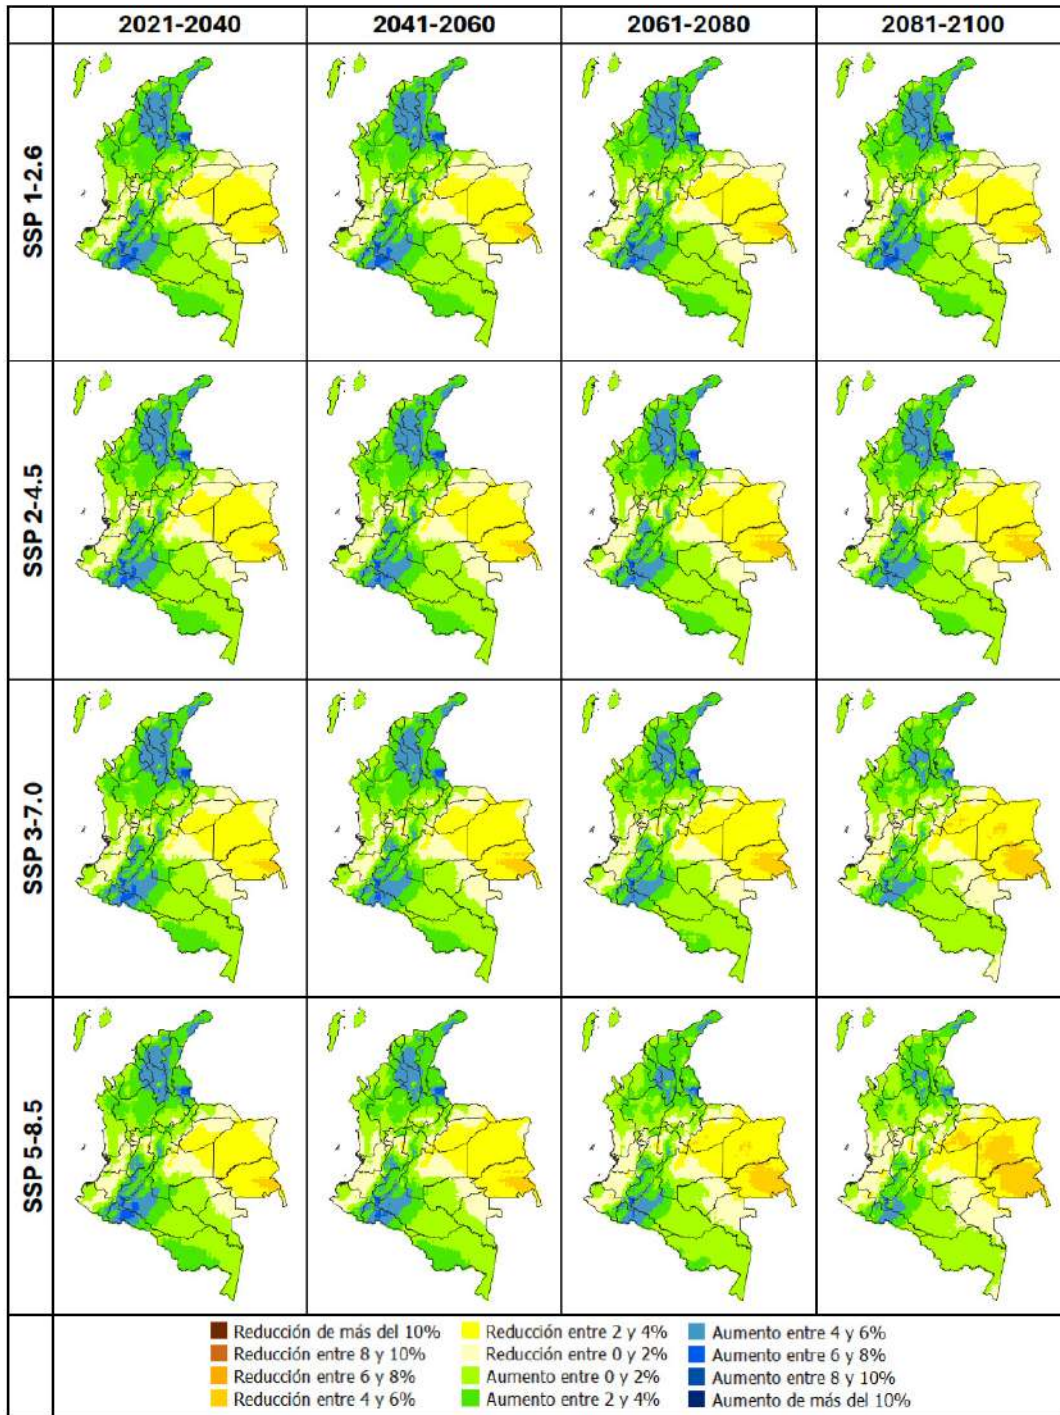 2021-2040 2041-2060 2061-2080 2081-2100
SSP 1-2.6
SSP 2-4.5
SSP 3-7.0
SSP 5-8.5
Reducción de más del 10% Reducción entre 2 y 4% Aumento entre 4 y 6%
Reducción entre 8 y 10% Reducción entre 0 y 2% Aumento entre 6 y 8%
Reducción entre 6 y 8% Aumento entre 0 y 2% Aumento entre 8 y 10%
Reducción entre 4 y 6% Aumento entre 2 y 4% Aumento de más del 10%